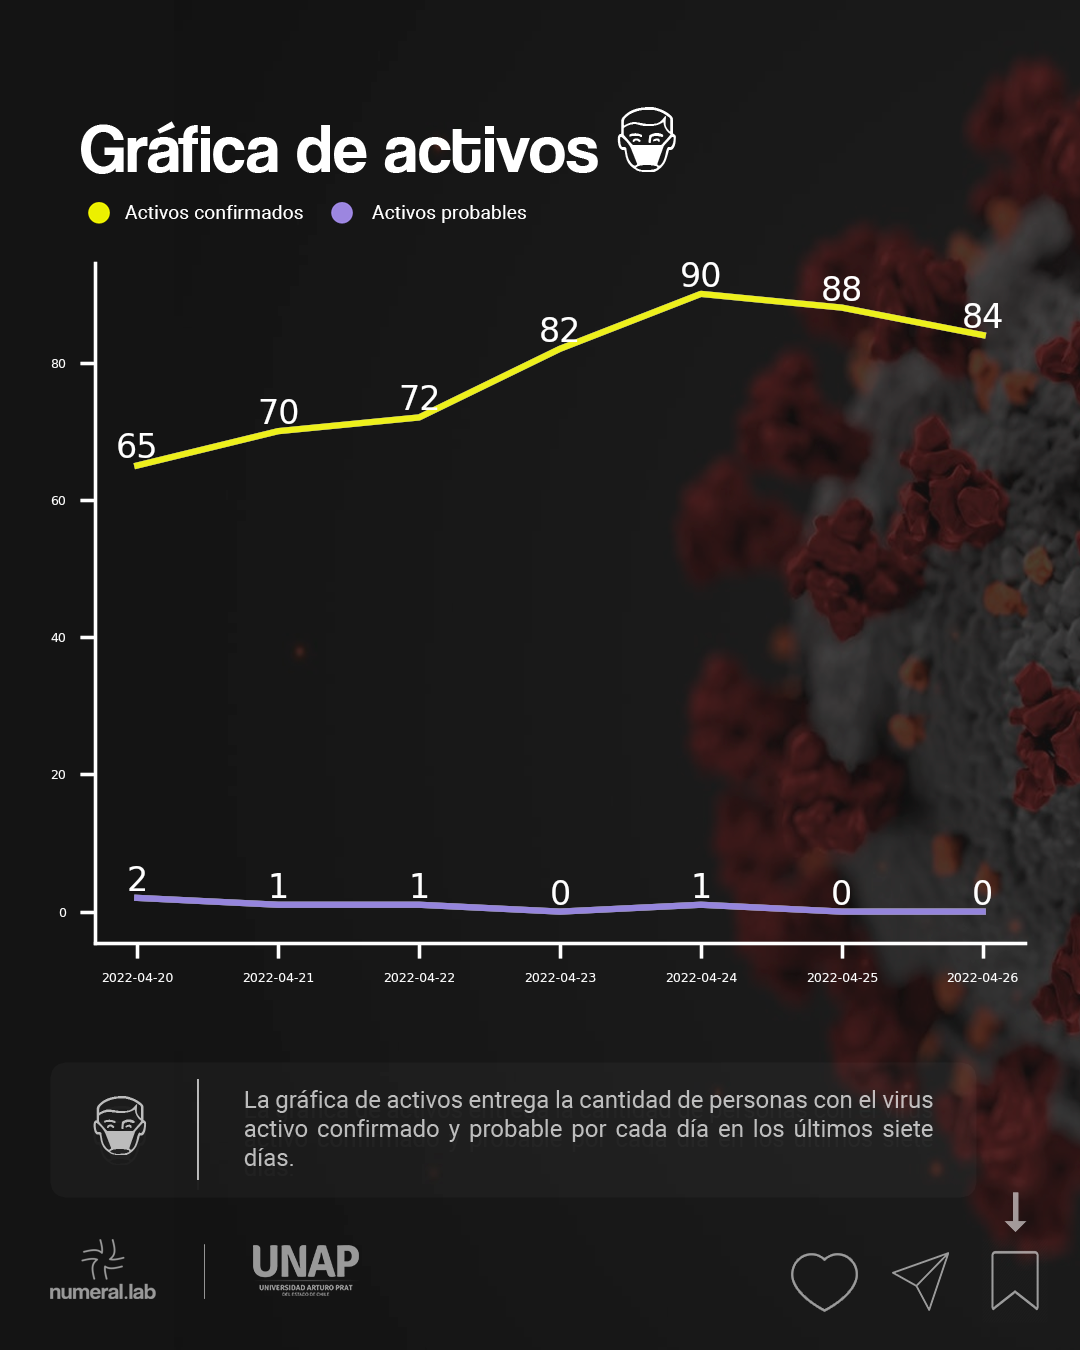 Gráfica de activos
Activos confirmados Activos probables
90
88
84
82
80
72
70
65
60
40
20
2
1
1
0
1
0
0
0
2022-04-20 2022-04-21 2022-04-22 2022-04-23 2022-04-24 2022-04-25 2022-04-26
La gráfica de activos entrega la cantidad de personas con el virus
activo confirmado y probable por cada día en los últimos siete
días.
numeral.lab
UNAP
UNIVERSIDAD ARTURO PRAT
DEL ESTADO DE CHILE